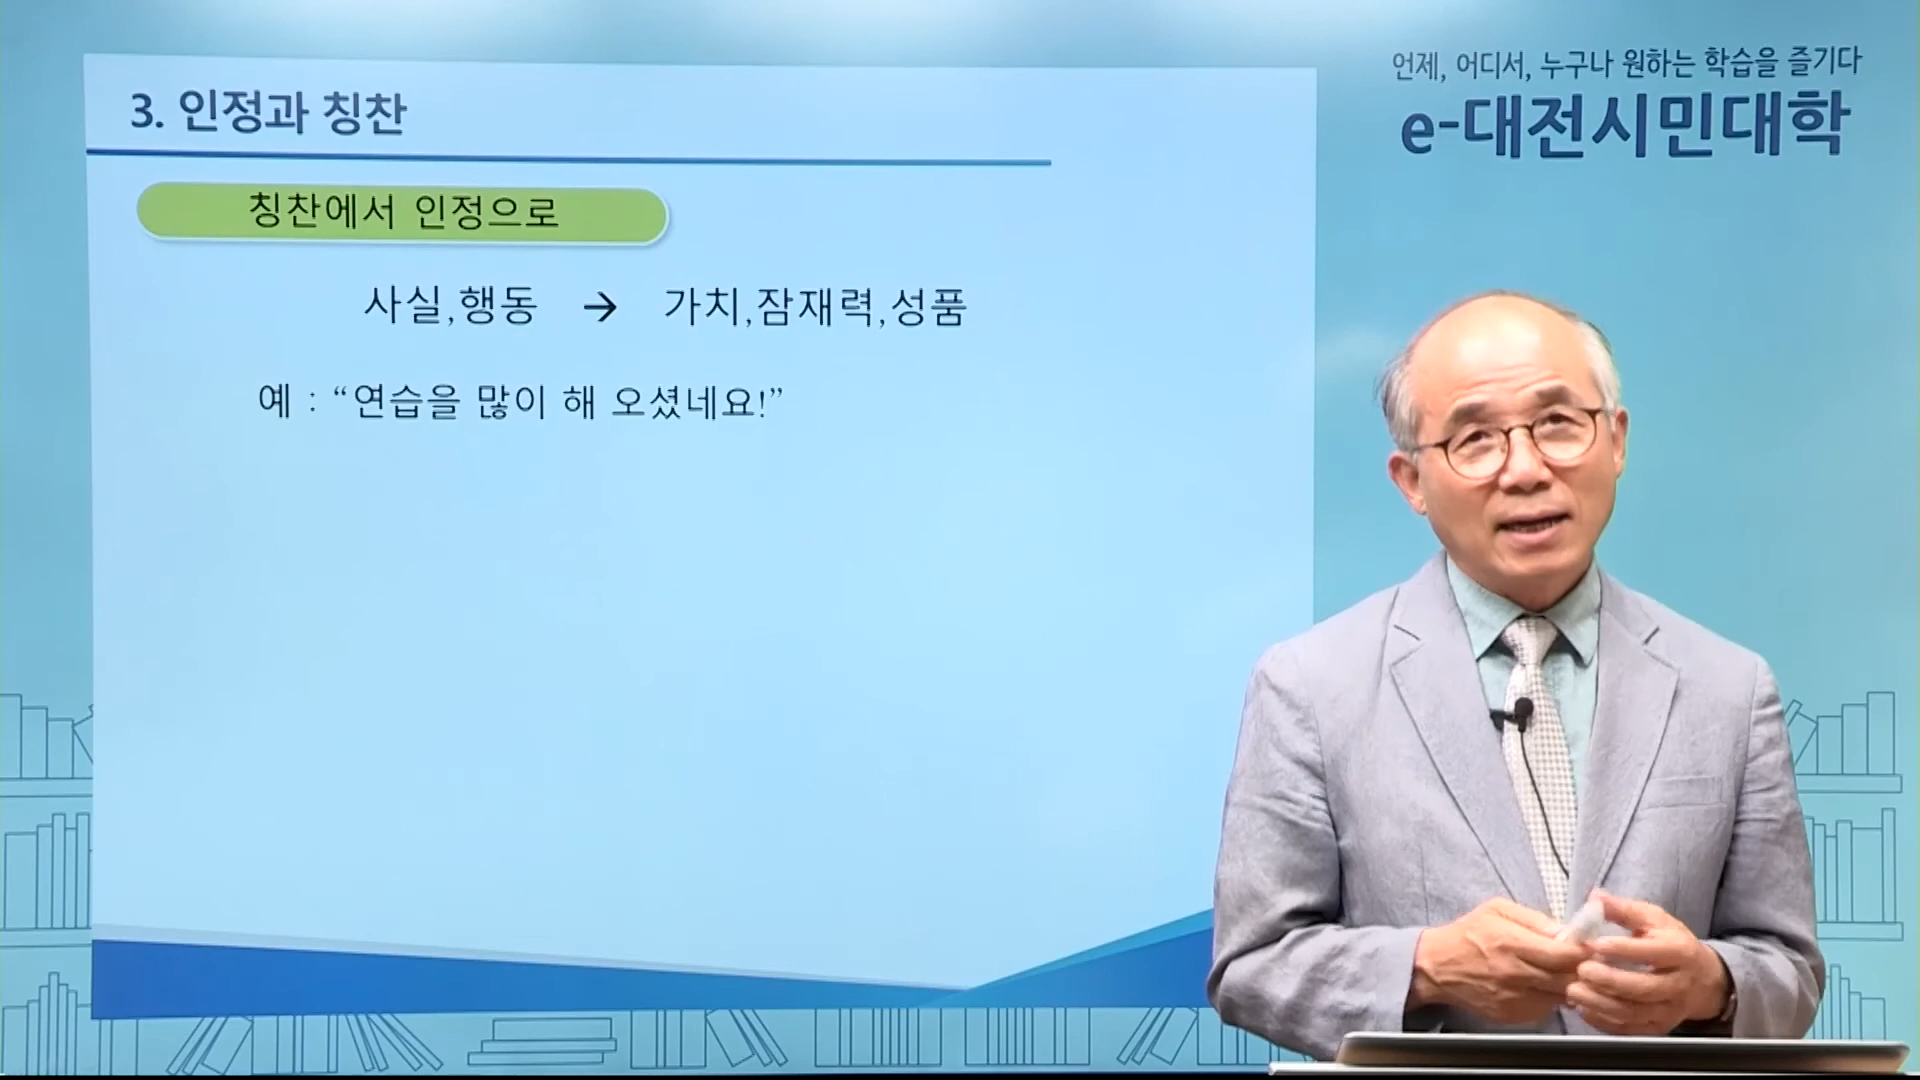 언제, 어디서, 누구나 원하는 학습을 즐기다
e-대전시민대학
3. 인정과 칭찬
칭찬에서 인정으로
사실,행동 → 가치,잠재력,성품
예 : “연습을 많이 해 오셨네요!”